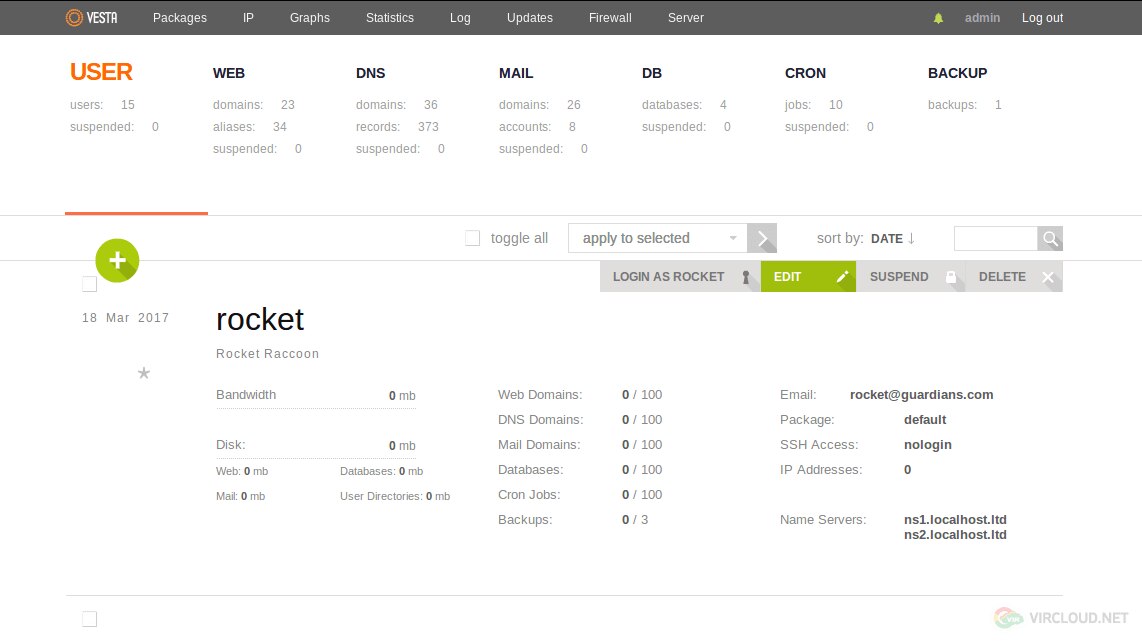 VESTA Packages IP Graphs Statistics Log Updates Firewall Server admin Log out
USER WEB DNS MAIL DB CRON BACKUP
users: 15 domains: 23 domains: 36 domains: 26 databases: 4 jobs: 10 backups: 1
suspended: 0 aliases: 34 records: 373 accounts: 8 suspended: 0 suspended: 0
suspended: 0 suspended: 0 suspended: 0
toggle all apply to selected sort by: DATE ↓
LOGIN AS ROCKET EDIT SUSPEND DELETE
18 Mar 2017 rocket
Rocket Raccoon
Bandwidth 0 mb Web Domains: 0 / 100 Email: rocket@guardians.com
DNS Domains: 0 / 100 Package: default
Disk: 0 mb Mail Domains: 0 / 100 SSH Access: nologin
Web: 0 mb Databases: 0 mb Databases: 0 / 100 IP Addresses: 0
Mail: 0 mb User Directories: 0 mb Cron Jobs: 0 / 100
Backups: 0 / 3 Name Servers: ns1.localhost.ltd
ns2.localhost.ltd
VIRCLOUD.NET